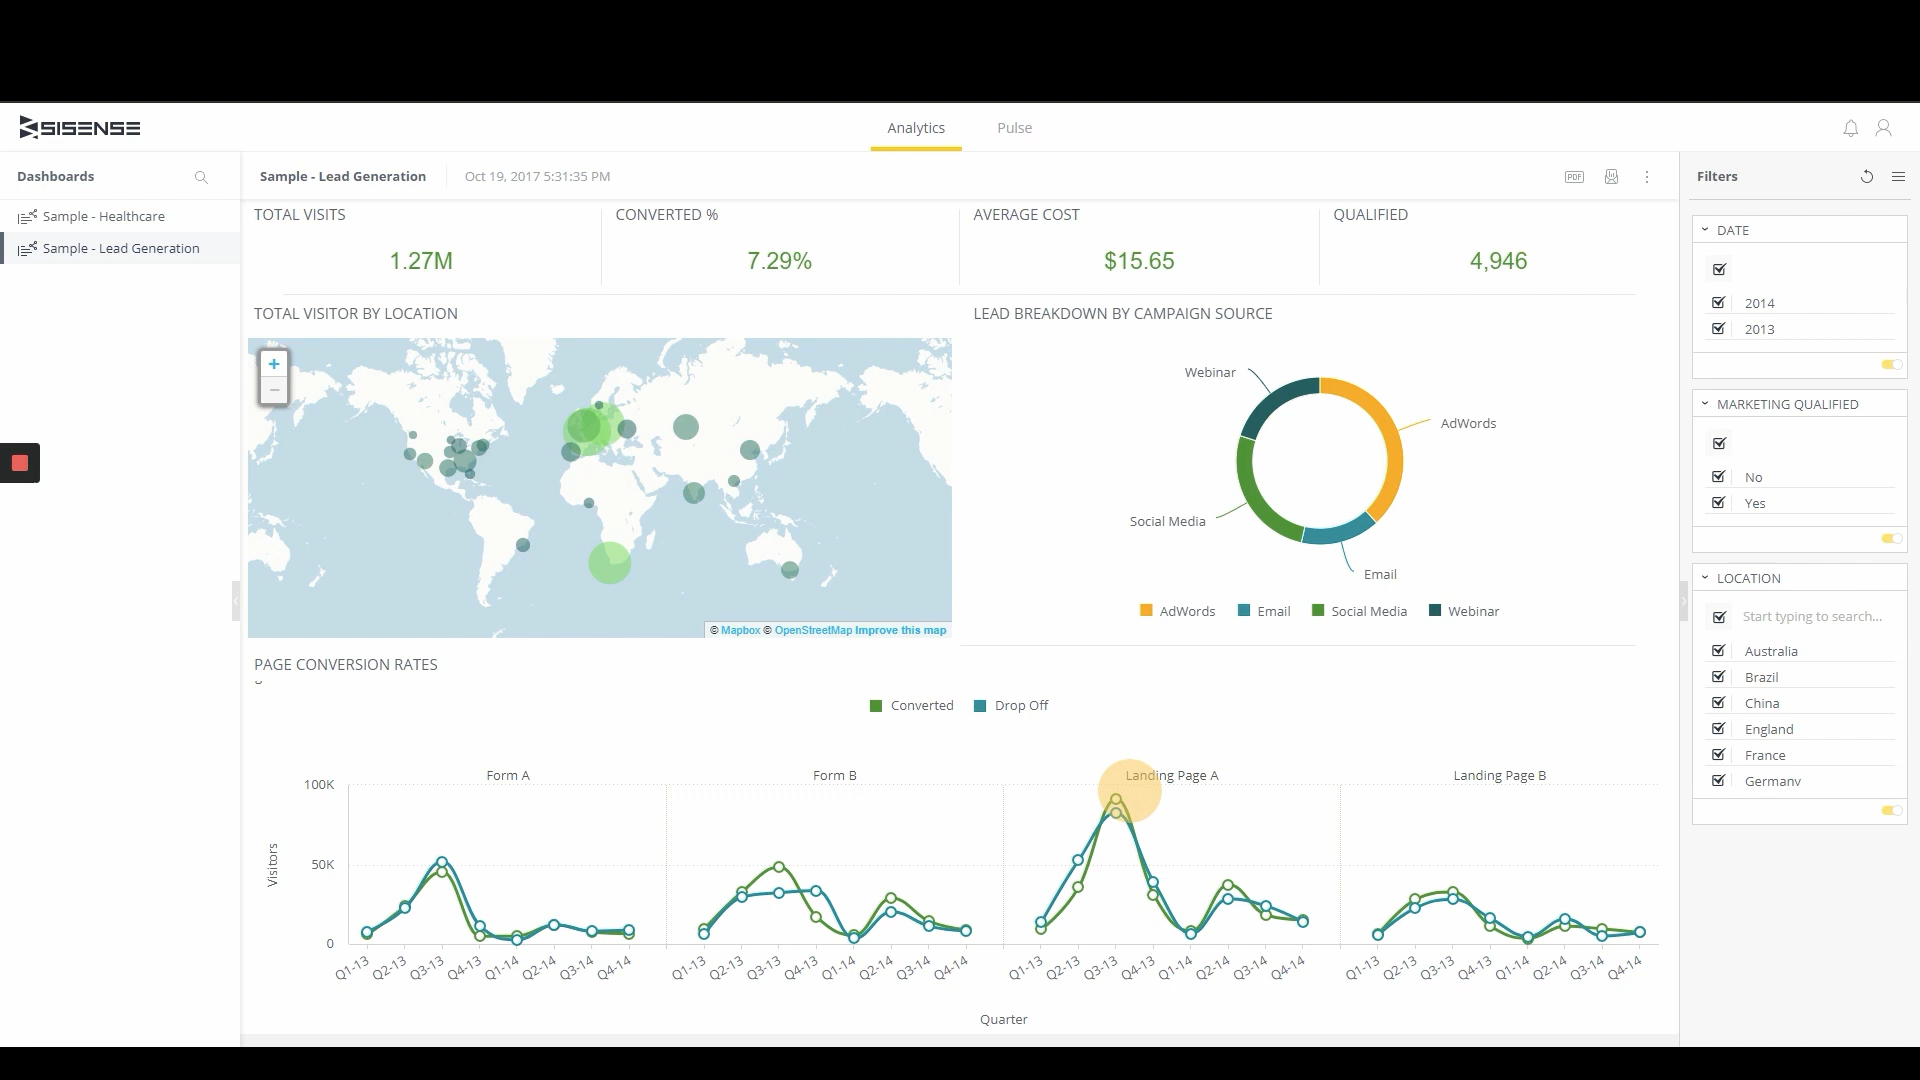 SISENSE
Analytics
Pulse
Dashboards
Sample - Healthcare
Sample - Lead Generation
Sample - Lead Generation
Oct 19, 2017 5:31:35 PM
PDF
TOTAL VISITS
1.27M
CONVERTED %
7.29%
AVERAGE COST
$15.65
QUALIFIED
4,946
TOTAL VISITOR BY LOCATION
+
−
© Mapbox © OpenStreetMap Improve this map
LEAD BREAKDOWN BY CAMPAIGN SOURCE
Webinar
AdWords
Social Media
Email
AdWords Email Social Media Webinar
PAGE CONVERSION RATES
Converted Drop Off
Form A Form B Landing Page A Landing Page B
100K
50K
0
Visitors
Q1-13 Q2-13 Q3-13 Q4-13 Q1-14 Q2-14 Q3-14 Q4-14 Q1-13 Q2-13 Q3-13 Q4-13 Q1-14 Q2-14 Q3-14 Q4-14 Q1-13 Q2-13 Q3-13 Q4-13 Q1-14 Q2-14 Q3-14 Q4-14 Q1-13 Q2-13 Q3-13 Q4-13 Q1-14 Q2-14 Q3-14 Q4-14
Quarter
Filters
DATE
2014
2013
MARKETING QUALIFIED
No
Yes
LOCATION
Start typing to search...
Australia
Brazil
China
England
France
Germany